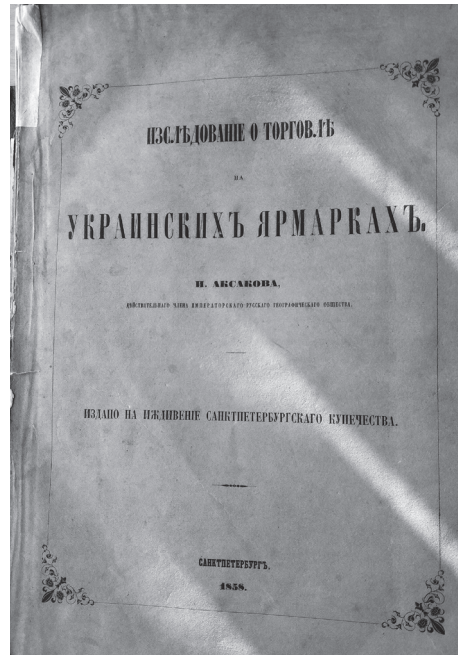 ИЗСЛѢДОВАНІЕ О ТОРГОВЛѢ
НА
УКРАИНСКИХЪ ЯРМАРКАХЪ.
И. АКСАКОВА,
ДѢЙСТВИТЕЛЬНАГО ЧЛЕНА ИМПЕРАТОРСКАГО РУССКАГО ГЕОГРАФИЧЕСКАГО ОБЩЕСТВА.
ИЗДАНО НА ИЖДИВЕНІЕ САНКТПЕТЕРБУРГСКАГО КУПЕЧЕСТВА.
САНКТПЕТЕРБУРГЪ.
1858.